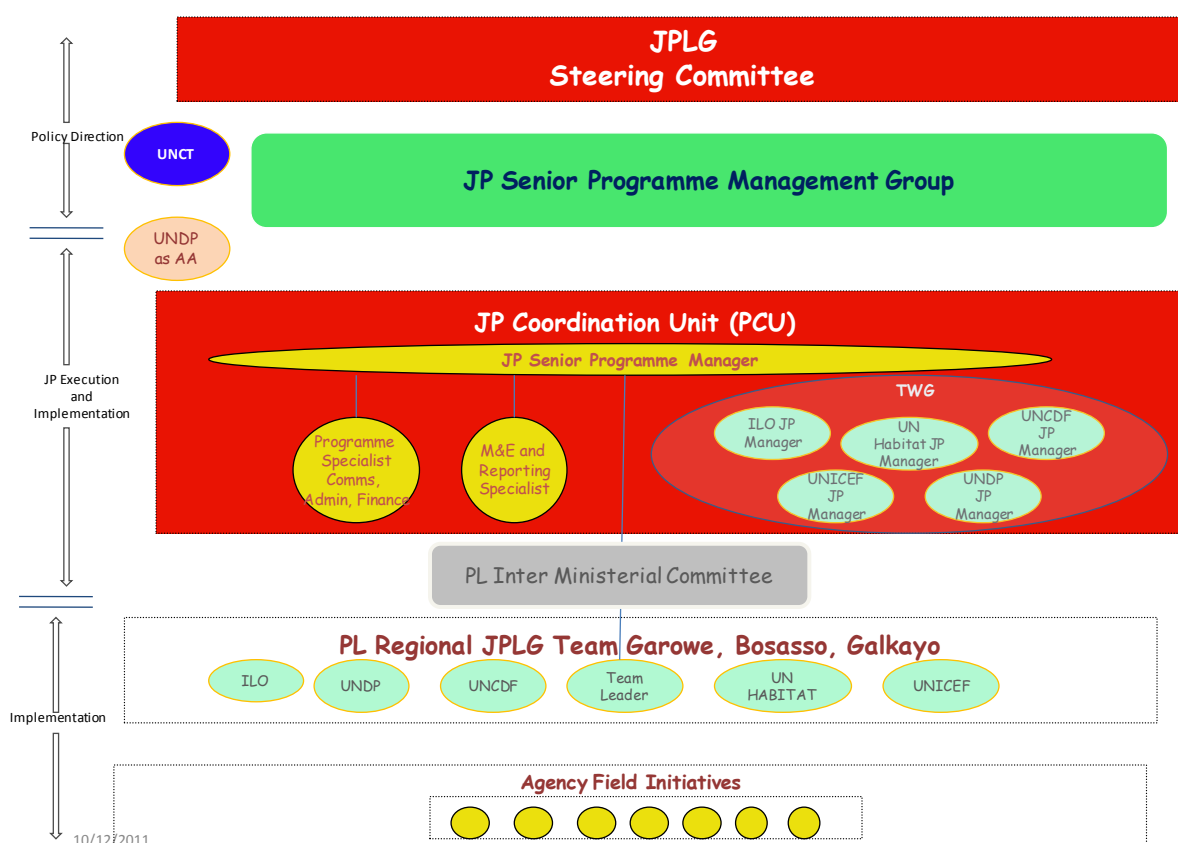 JPLG
Steering Committee
Policy Direction
UNCT
JP Senior Programme Management Group
UNDP
as AA
JP Coordination Unit (PCU)
JP Senior Programme Manager
JP Execution
and
Implementation
Programme
Specialist
Comms,
Admin, Finance
M&E and
Reporting
Specialist
TWG
ILO JP
Manager
UN
Habitat JP
Manager
UNCDF
JP
Manager
UNICEF
JP
Manager
UNDP
JP
Manager
PL Inter Ministerial Committee
PL Regional JPLG Team Garowe, Bosasso, Galkayo
ILO
UNDP
UNCDF
Team
Leader
UN
HABITAT
UNICEF
Implementation
Agency Field Initiatives
10/12/2011